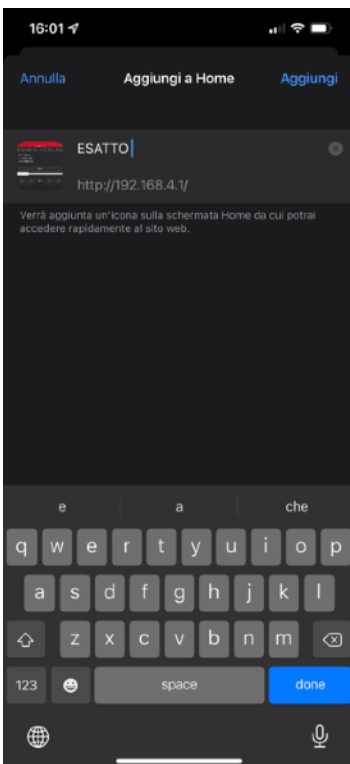 16:01
Annulla Aggiungi a Home Aggiungi
ESATTO
http://192.168.4.1/
Verrà aggiunta un'icona sulla schermata Home da cui potrai
accedere rapidamente al sito web.
e a che
q w e r t y u i o p
a s d f g h j k l
z x c v b n m
123 space done